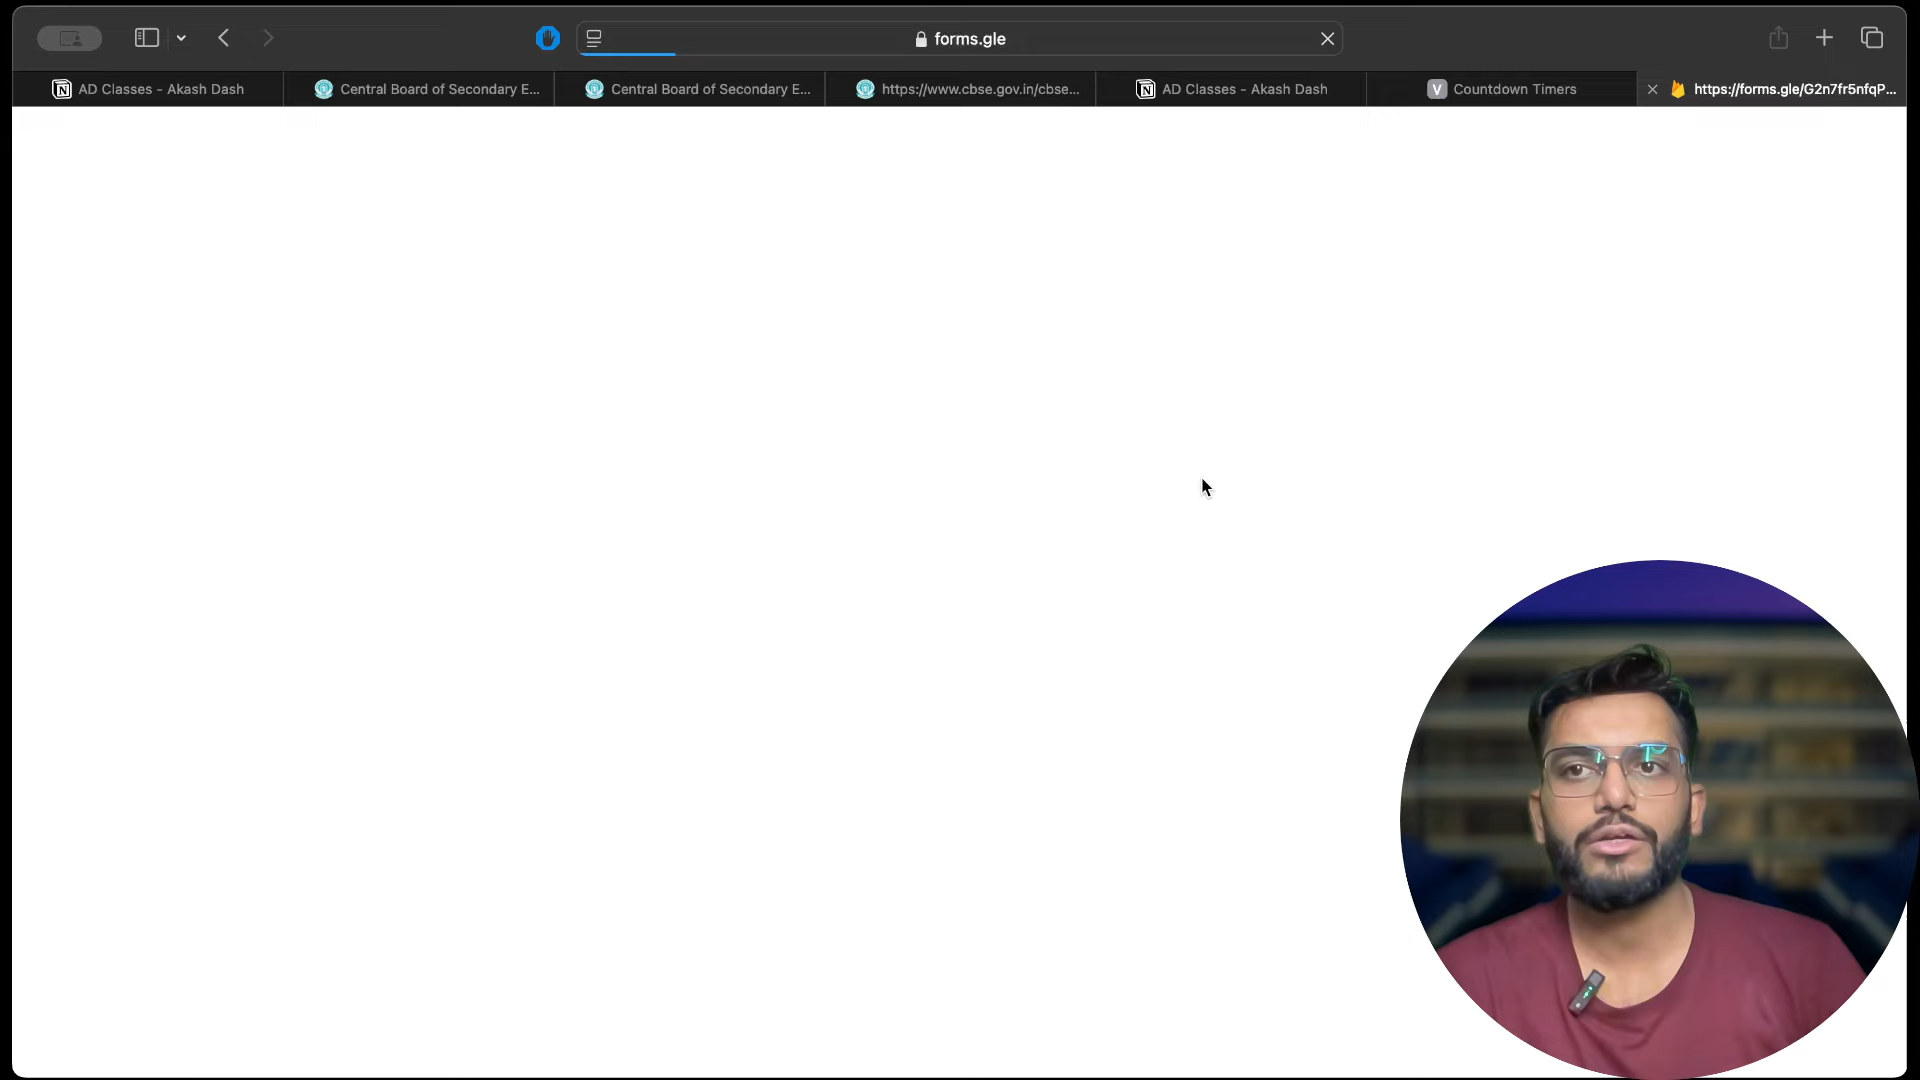 forms.gle
AD Classes - Akash Dash
Central Board of Secondary E...
Central Board of Secondary E...
https://www.cbse.gov.in/cbse...
AD Classes - Akash Dash
V Countdown Timers
https://forms.gle/G2n7fr5nfqP...